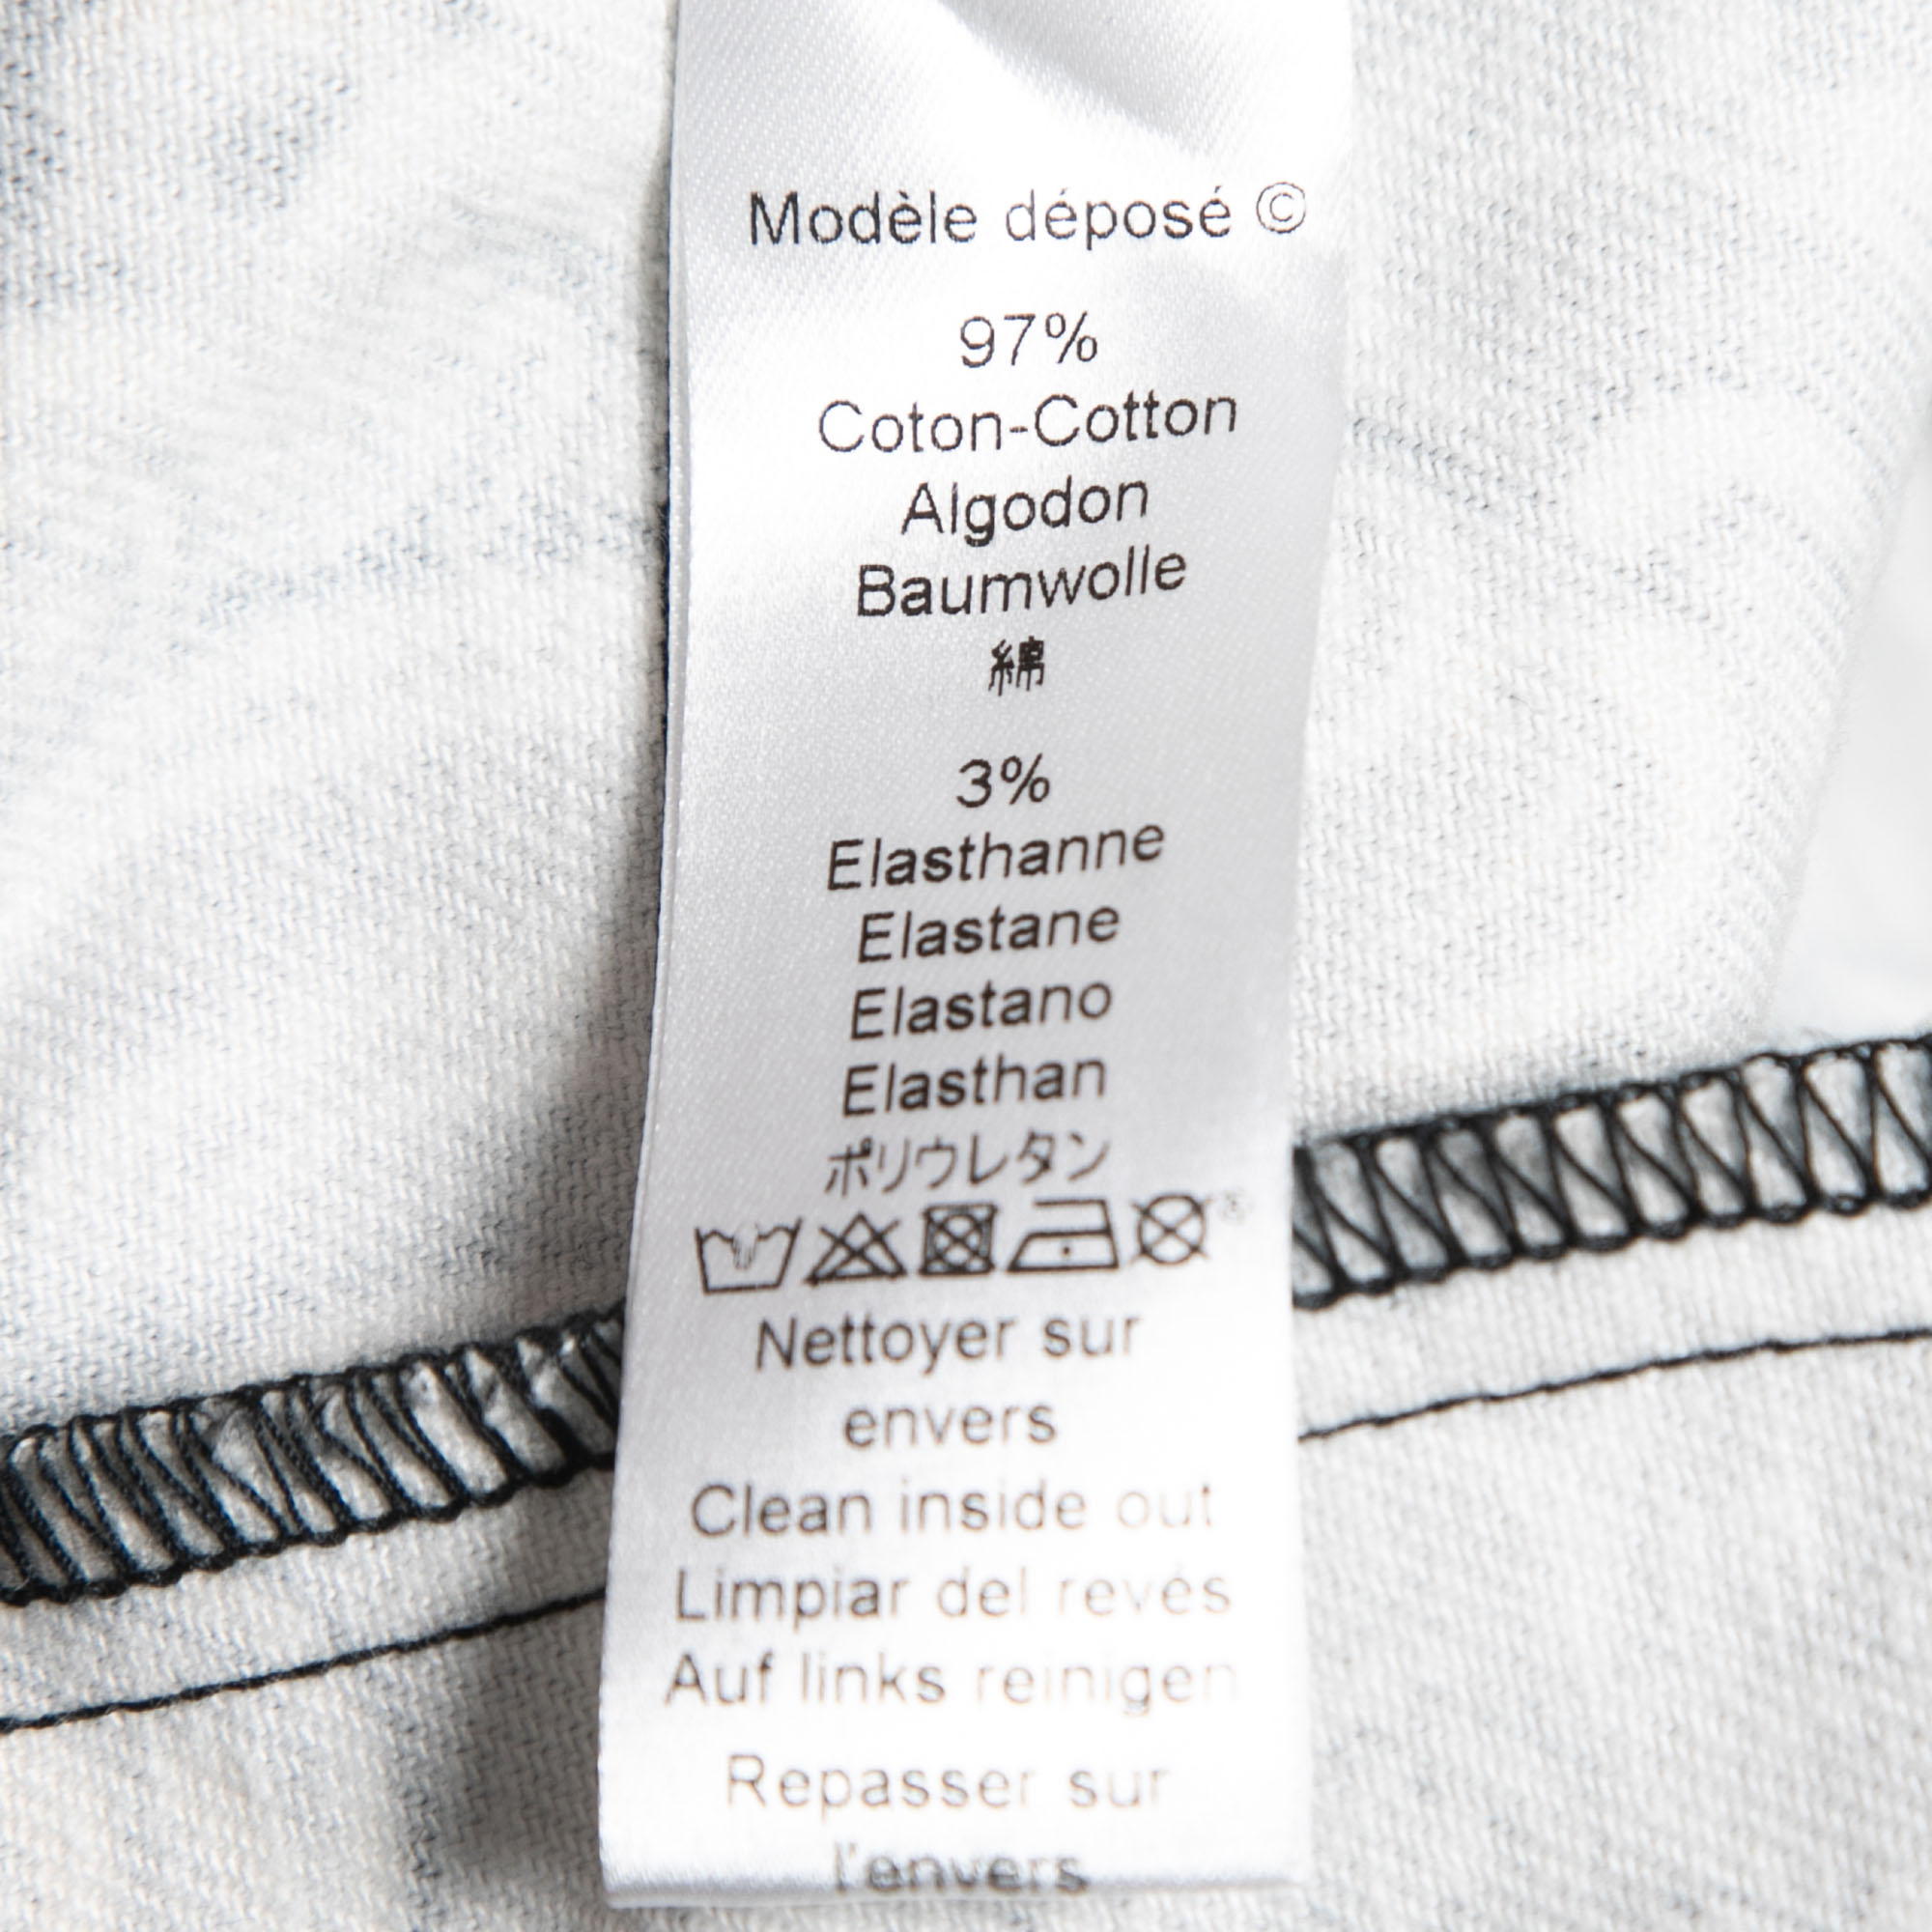 Modèle déposé ©
97%
Coton-Cotton
Algodon
Baumwolle
綿
3%
Elasthanne
Elastane
Elastano
Elasthan
ポリウレタン
Nettoyer sur
envers
Clean inside out
Limpiar del revés
Auf links reinigen
Repasser sur
l'envers